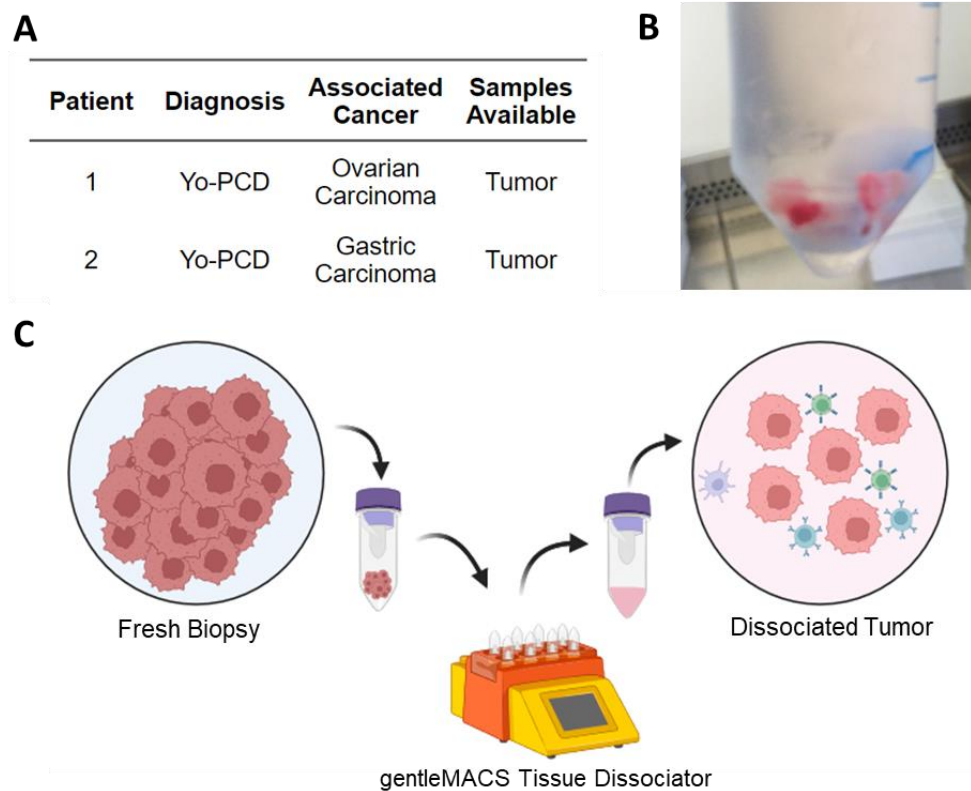 A
B
Patient Diagnosis Associated Cancer Samples Available
1 Yo-PCD Ovarian Carcinoma Tumor
2 Yo-PCD Gastric Carcinoma Tumor
C
Fresh Biopsy
Dissociated Tumor
gentleMACS Tissue Dissociator